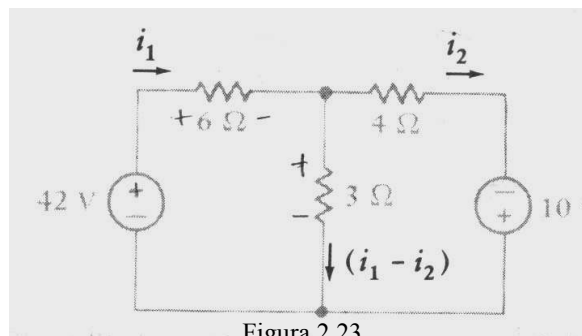 i₁
i₂
+ 6 Ω -
4 Ω
42 V
+
-
+
-
3 Ω
-
+
10
(i₁ - i₂)
Figura 2.23